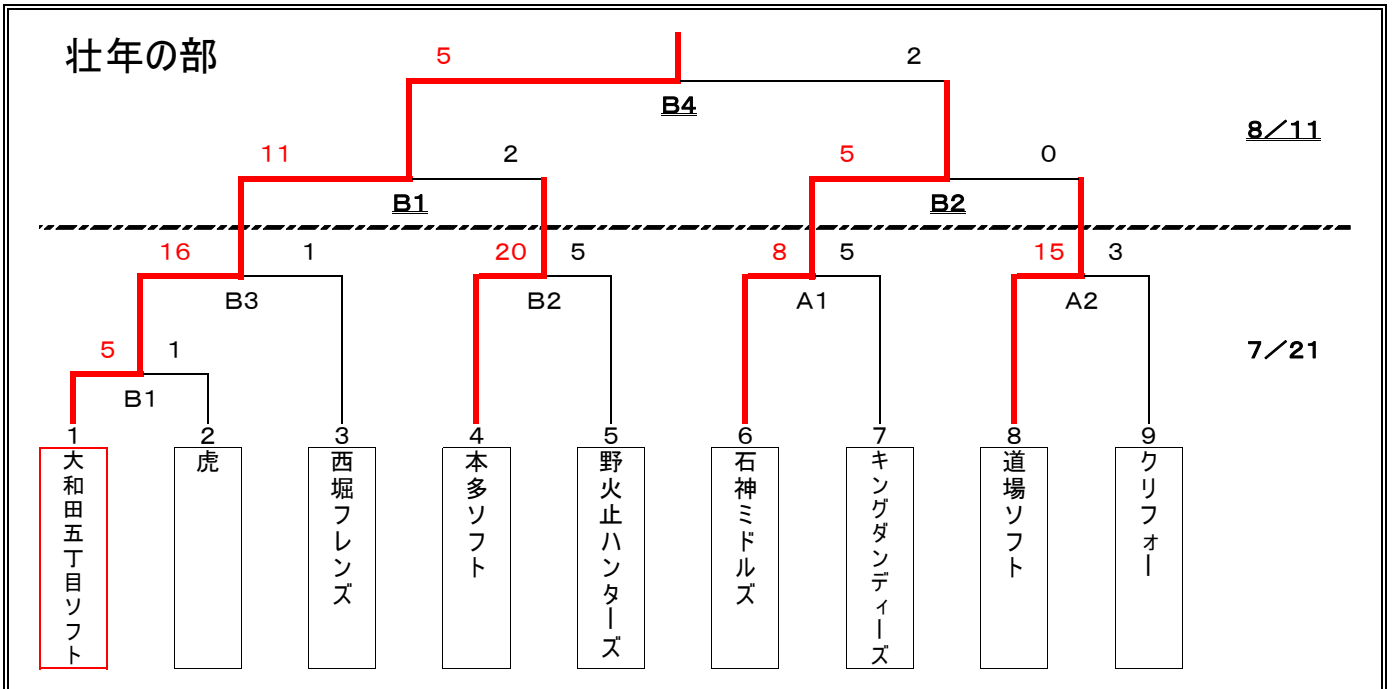 壮年の部
５
２
B4
８／11
11
２
５
０
B1
B2
16
１
20
５
８
５
15
３
B3
B2
A1
A2
５
１
７／21
B1
１
２
３
４
５
６
７
８
９
大和田五丁目ソフト
虎
西堀フレンズ
本多ソフト
野火止ハンターズ
石神ミドルズ
キングダンディーズ
道場ソフト
クリフォー